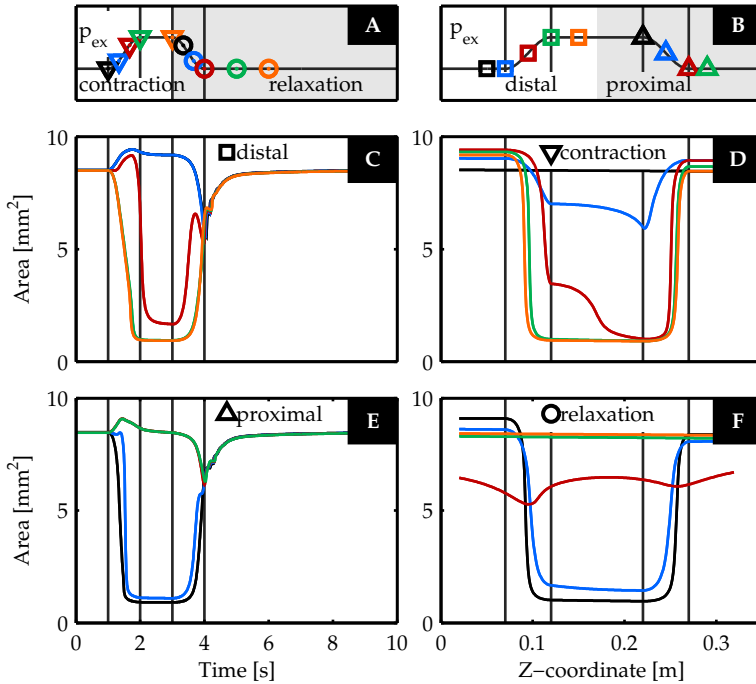 A
p_ex
contraction
relaxation
B
p_ex
distal
proximal
C
distal
10
5
0
Area [mm²]
D
contraction
10
5
0
E
proximal
10
5
0
Area [mm²]
0 2 4 6 8 10
Time [s]
F
relaxation
10
5
0
0 0.1 0.2 0.3
Z−coordinate [m]